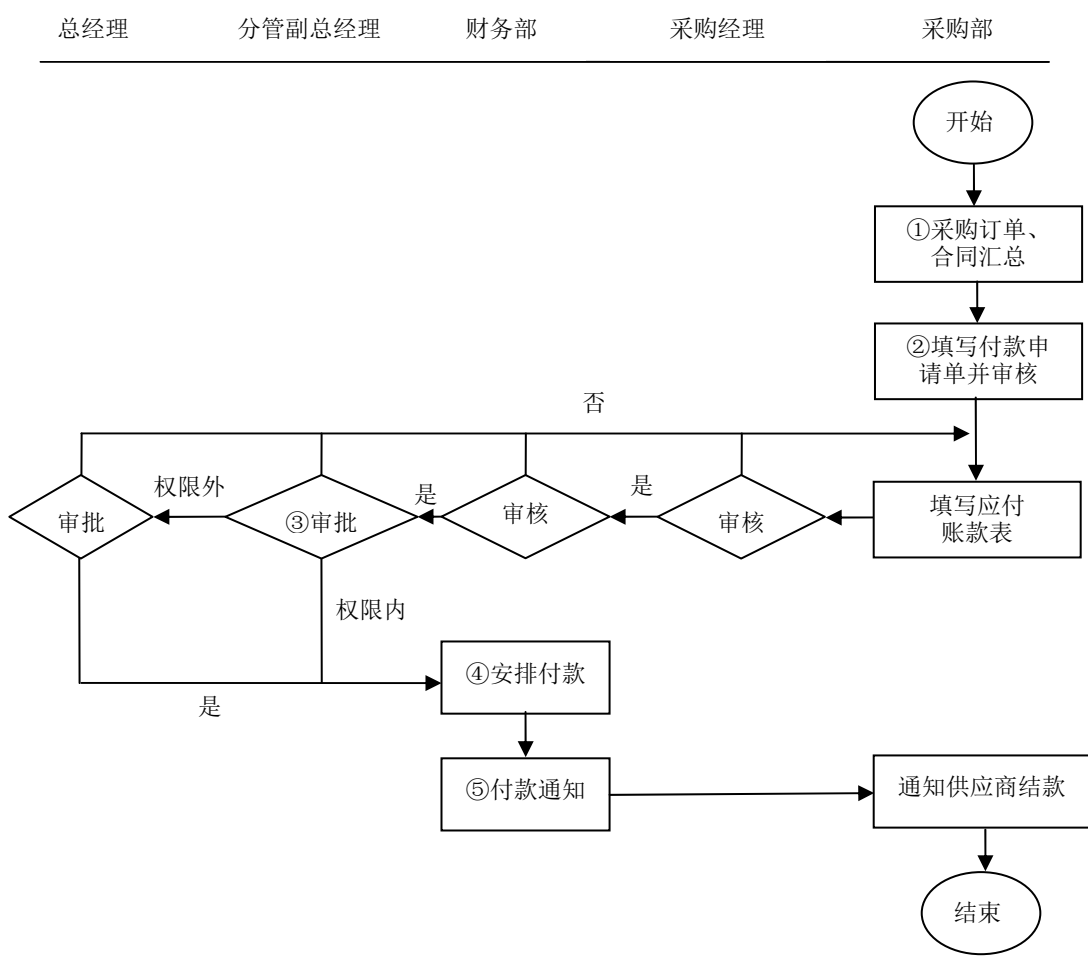 总经理 分管副总经理 财务部 采购经理 采购部
开始
①采购订单、
合同汇总
②填写付款申
请单并审核
否
权限外
是
是
审批
③审批
审核
审核
填写应付
账款表
权限内
④安排付款
是
⑤付款通知
通知供应商结款
结束